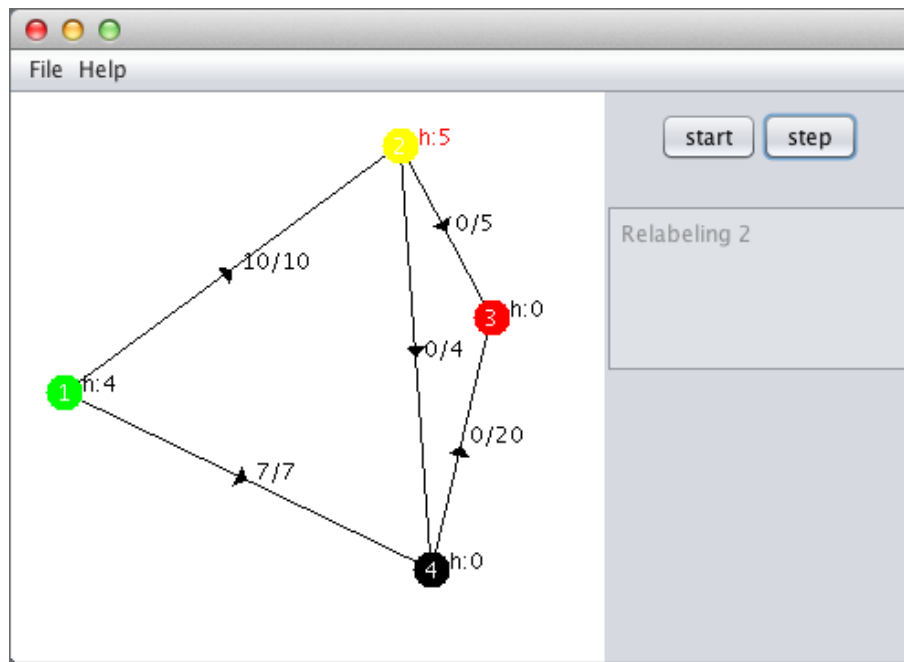 File Help
start step
Relabeling 2
2 h:5
0/5
10/10
3 h:0
0/4
1 h:4
0/20
7/7
4 h:0